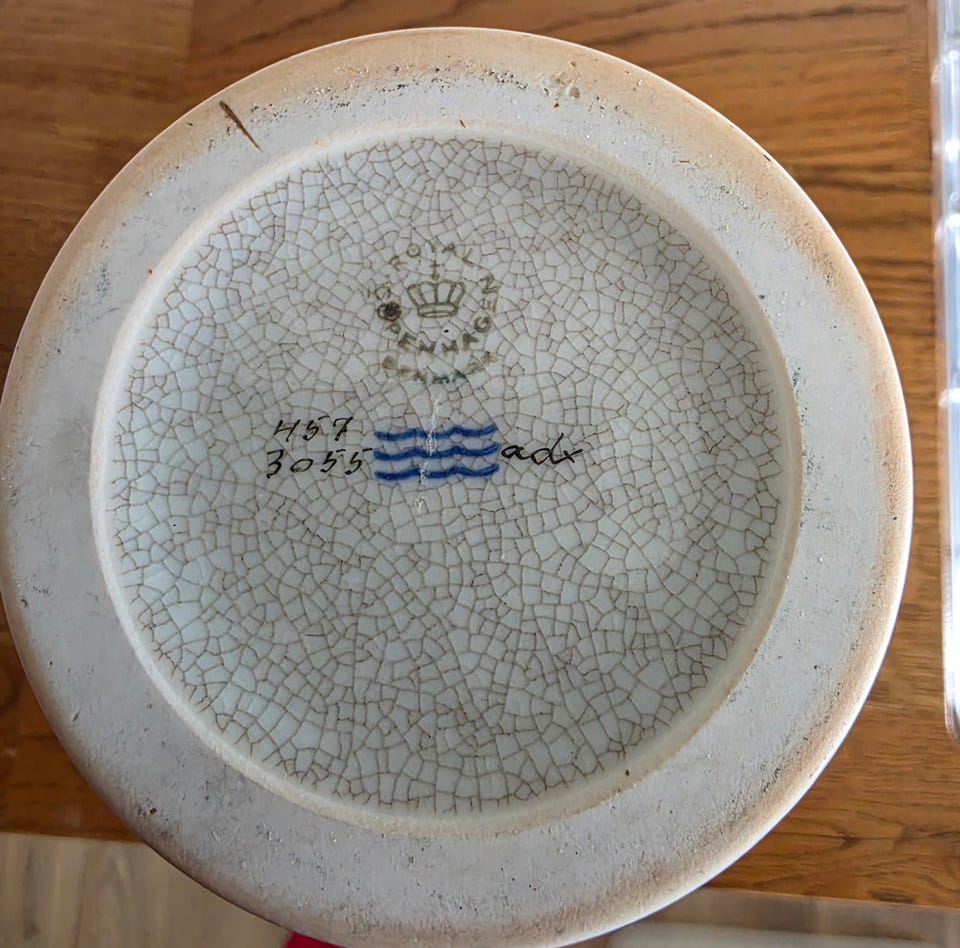 ROYAL
COPENHAGEN
DENMARK
457
3055 adx